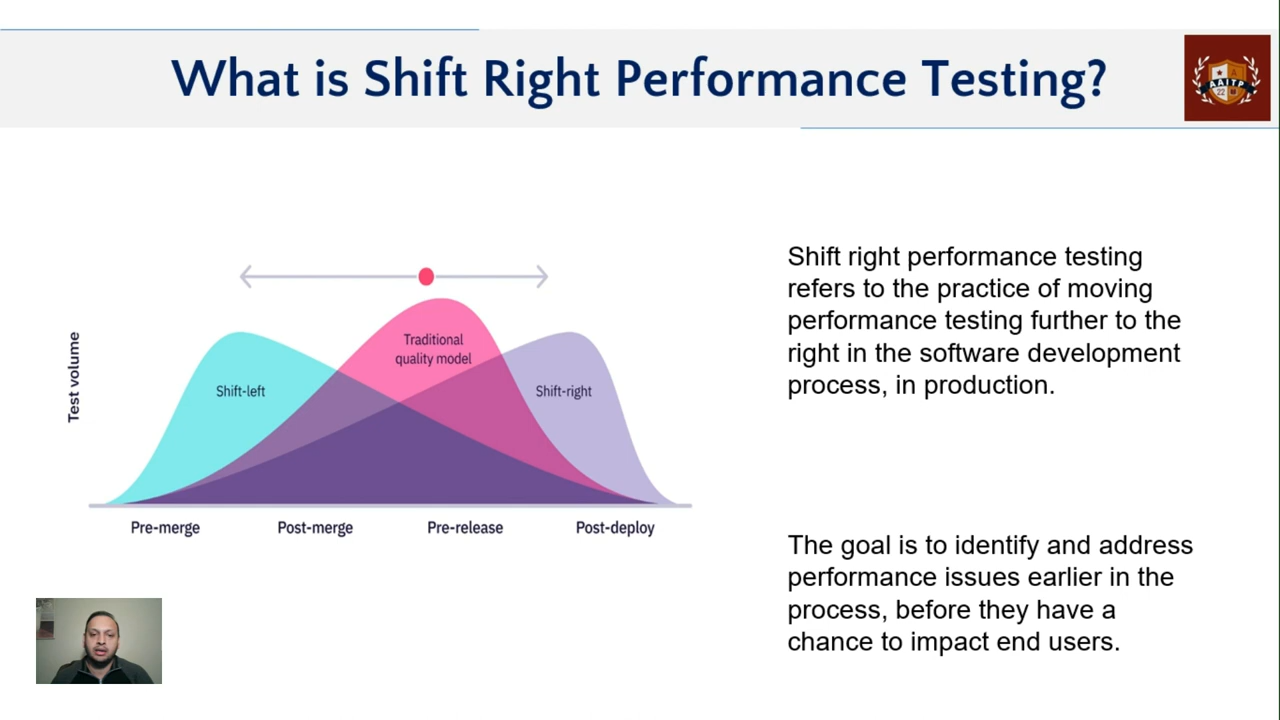 What is Shift Right Performance Testing?
AAITP
22
Shift right performance testing
refers to the practice of moving
performance testing further to the
right in the software development
process, in production.
Test volume
Traditional
quality model
Shift-left
Shift-right
Pre-merge
Post-merge
Pre-release
Post-deploy
The goal is to identify and address
performance issues earlier in the
process, before they have a
chance to impact end users.